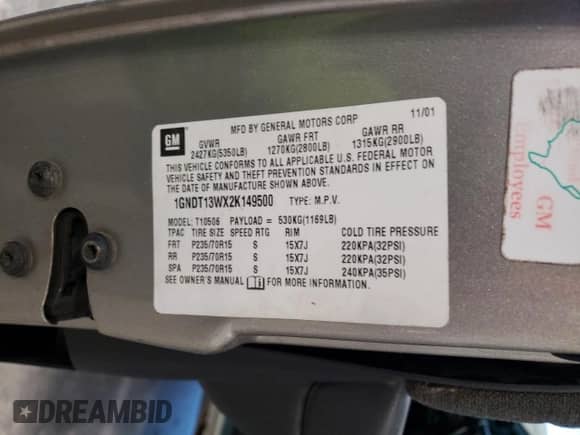 MFD BY GENERAL MOTORS CORP 11/01
GM
GVWR GAWR FRT GAWR RR
2427KG(5350LB) 1270KG(2800LB) 1315KG(2900LB)
THIS VEHICLE CONFORMS TO ALL APPLICABLE U.S. FEDERAL MOTOR
VEHICLE SAFETY AND THEFT PREVENTION STANDARDS IN EFFECT ON
THE DATE OF MANUFACTURE SHOWN ABOVE.
1GNDT13WX2K149500 TYPE: M.P.V.
MODEL: T10506 PAYLOAD = 530KG(1169LB)
TPAC TIRE SIZE SPEED RTG RIM COLD TIRE PRESSURE
FRT P235/70R15 S 15X7J 220KPA(32PSI)
RR P235/70R15 S 15X7J 220KPA(32PSI)
SPA P235/70R15 S 15X7J 240KPA(35PSI)
SEE OWNER'S MANUAL FOR MORE INFORMATION.
Employees
GM
DREAMBID